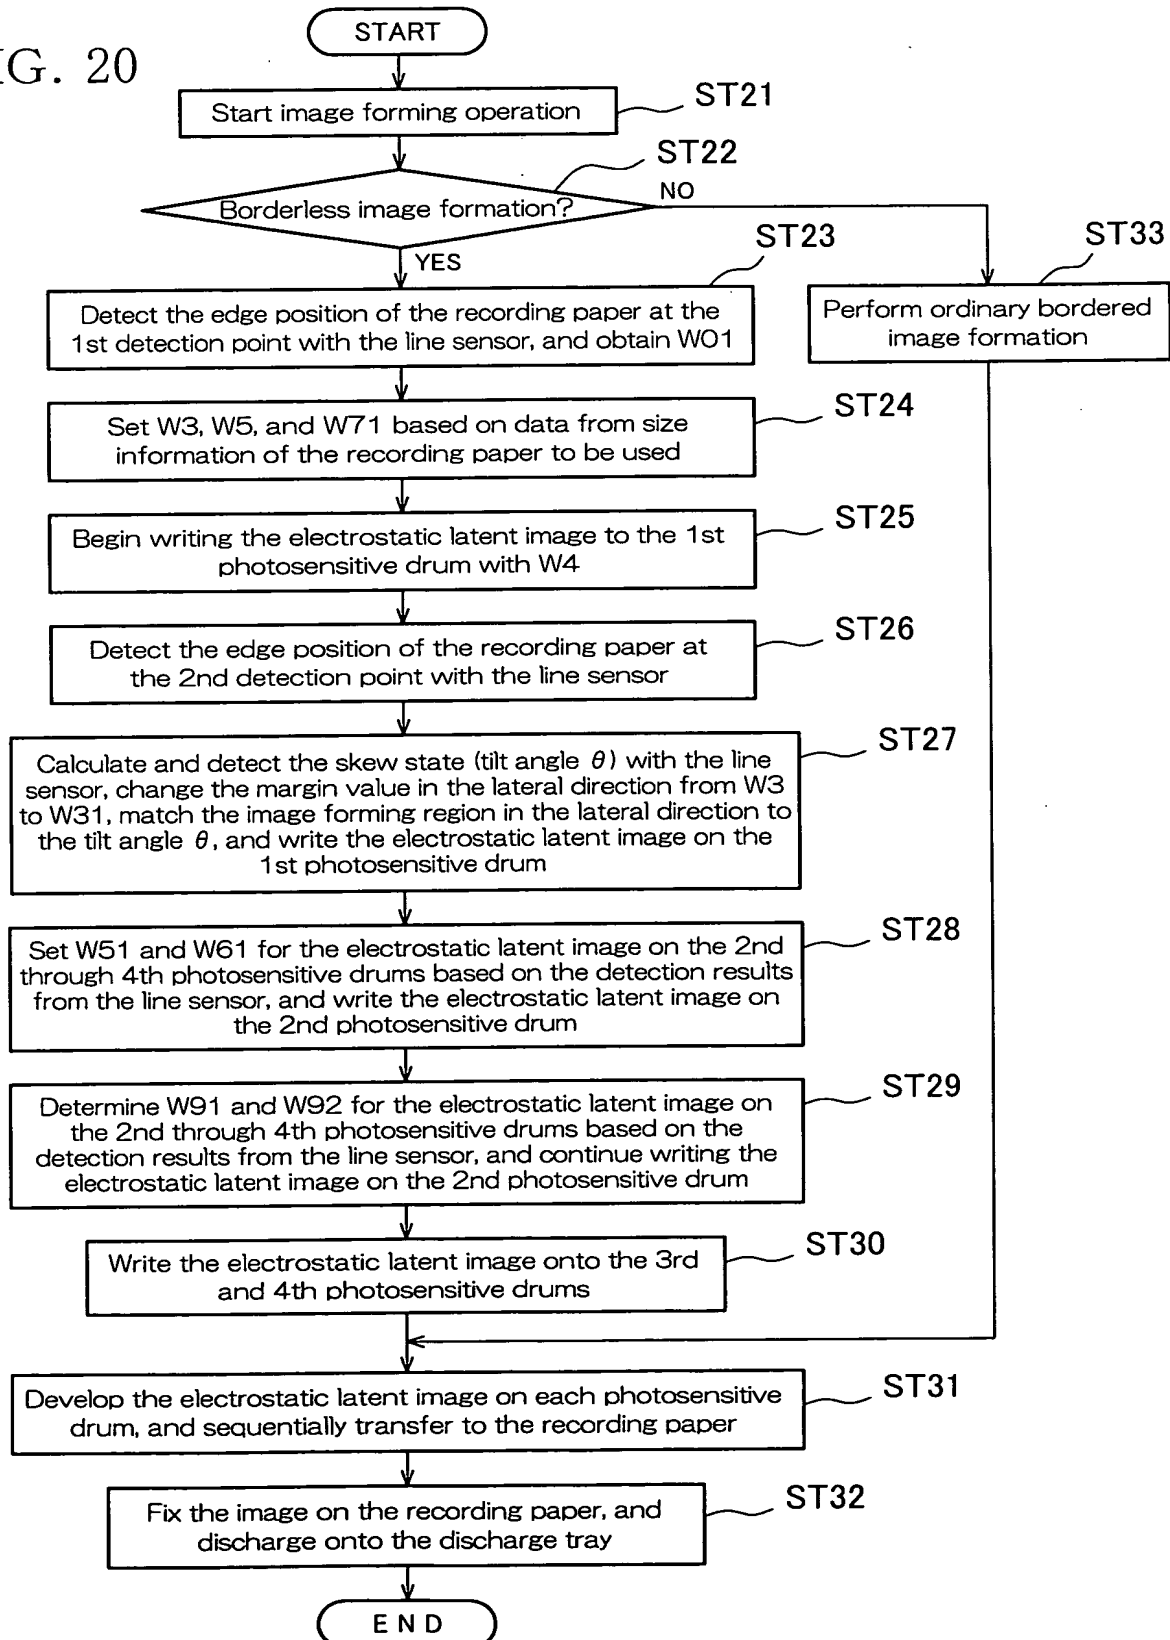 START
IG. 20
Start image forming operation
ST21
ST22
Borderless image formation?
NO
YES
ST23
ST33
Detect the edge position of the recording paper at the
1st detection point with the line sensor, and obtain W01
Perform ordinary bordered
image formation
ST24
Set W3, W5, and W71 based on data from size
information of the recording paper to be used
ST25
Begin writing the electrostatic latent image to the 1st
photosensitive drum with W4
ST26
Detect the edge position of the recording paper at
the 2nd detection point with the line sensor
ST27
Calculate and detect the skew state (tilt angle θ) with the line
sensor, change the margin value in the lateral direction from W3
to W31, match the image forming region in the lateral direction to
the tilt angle θ, and write the electrostatic latent image on the
1st photosensitive drum
ST28
Set W51 and W61 for the electrostatic latent image on the 2nd
through 4th photosensitive drums based on the detection results
from the line sensor, and write the electrostatic latent image on
the 2nd photosensitive drum
ST29
Determine W91 and W92 for the electrostatic latent image on
the 2nd through 4th photosensitive drums based on the
detection results from the line sensor, and continue writing the
electrostatic latent image on the 2nd photosensitive drum
ST30
Write the electrostatic latent image onto the 3rd
and 4th photosensitive drums
ST31
Develop the electrostatic latent image on each photosensitive
drum, and sequentially transfer to the recording paper
ST32
Fix the image on the recording paper, and
discharge onto the discharge tray
END